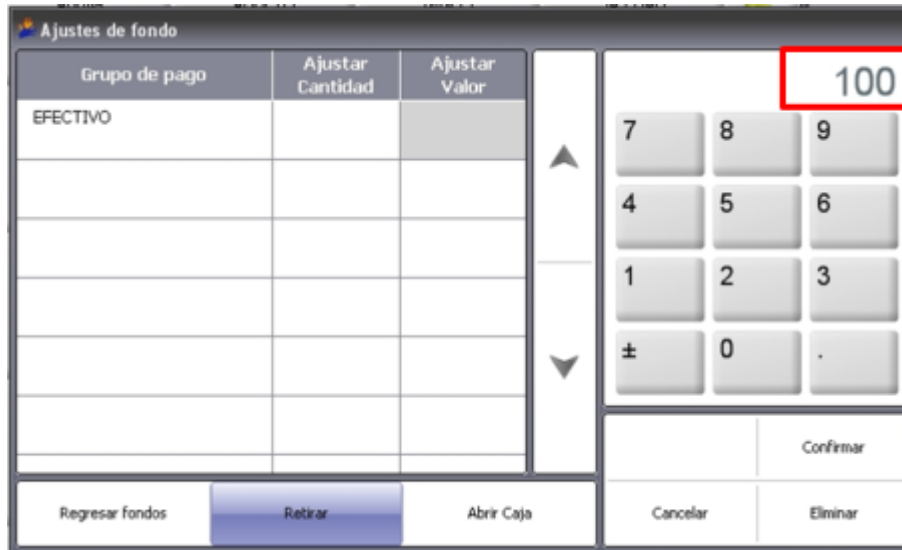 Ajustes de fondo
Grupo de pago
Ajustar
Cantidad
Ajustar
Valor
EFECTIVO
100
7 8 9
4 5 6
1 2 3
± 0 .
Confirmar
Regresar fondos Retirar Abrir Caja Cancelar Eliminar